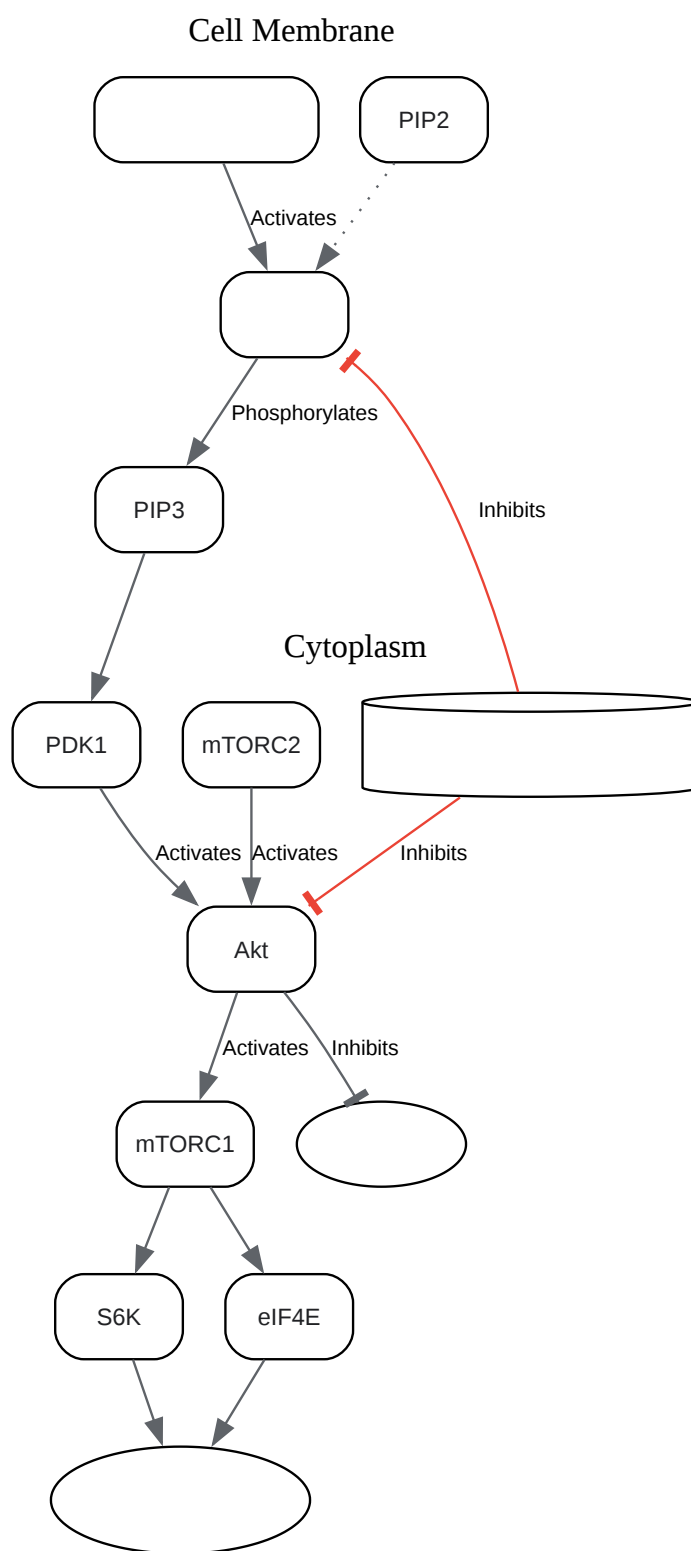 Cell Membrane
PIP2
Activates
Phosphorylates
PIP3
Inhibits
Cytoplasm
PDK1
mTORC2
Activates
Activates
Inhibits
Akt
Activates
Inhibits
mTORC1
S6K
eIF4E